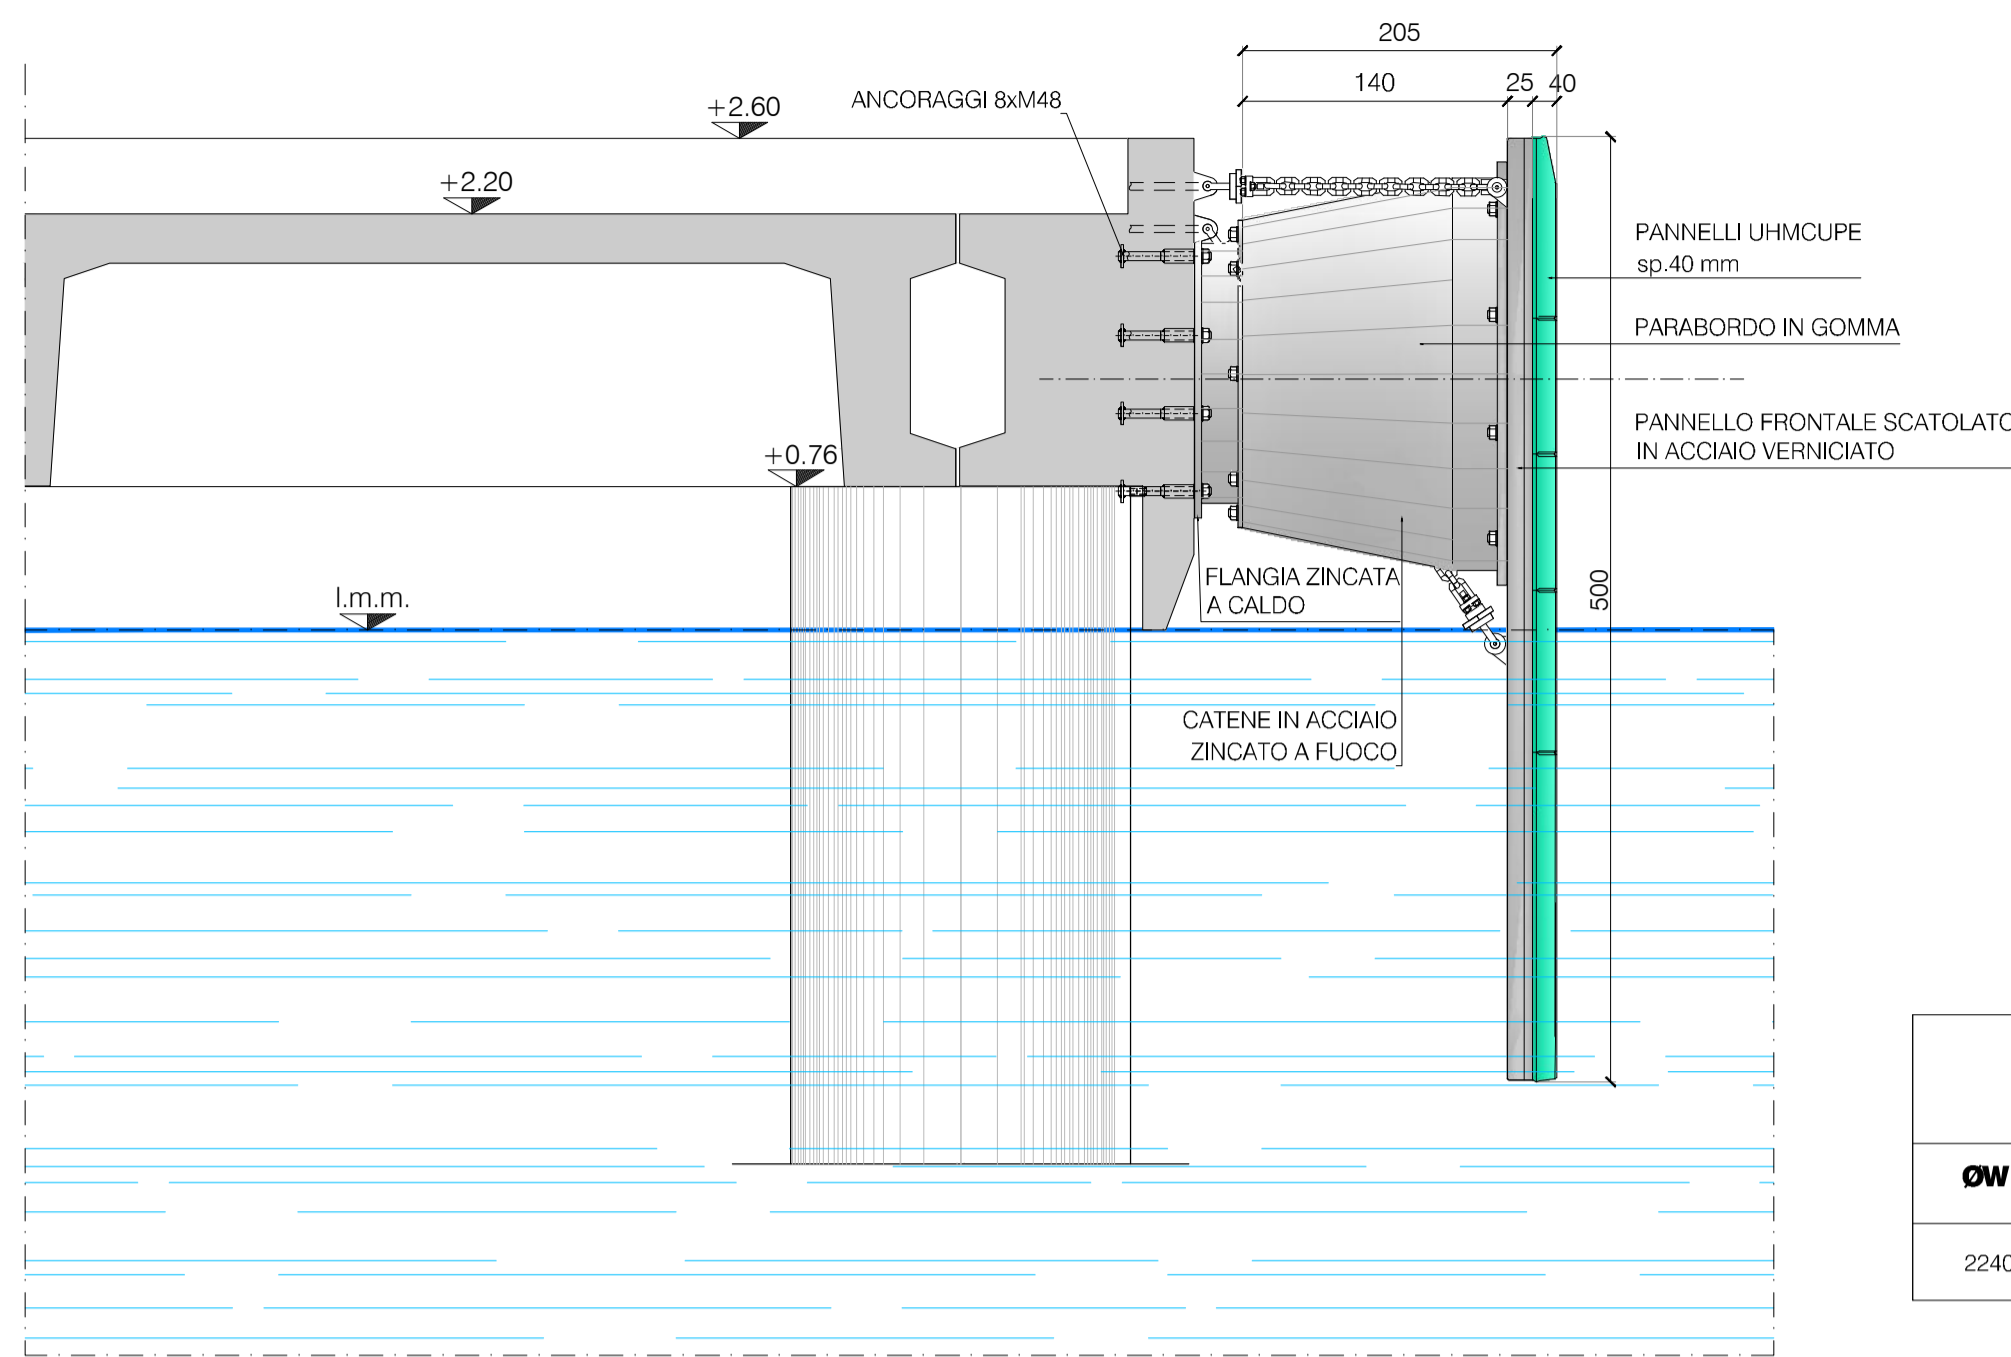 205
140
25
40
ANCORAGGI 8xM48
+2.60
+2.20
PANNELLI UHMCUPE
sp.40 mm
PARABORDO IN GOMMA
PANNELLO FRONTALE SCATOLATO
IN ACCIAIO VERNICIATO
+0.76
500
FLANGIA ZINCATA
A CALDO
l.m.m.
CATENE IN ACCIAIO
ZINCATO A FUOCO
ØW
2240